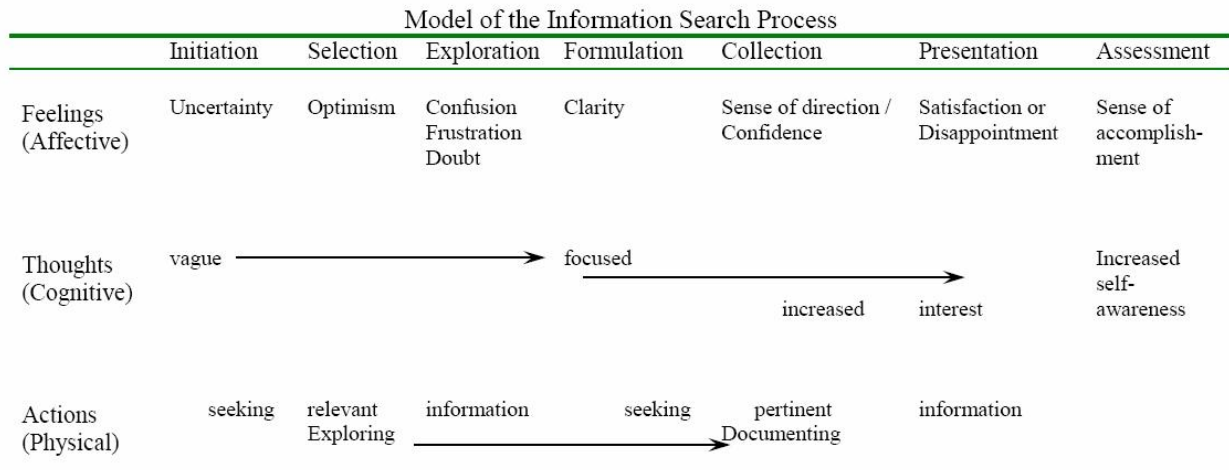 Model of the Information Search Process
Initiation Selection Exploration Formulation Collection Presentation Assessment
Feelings (Affective) Uncertainty Optimism Confusion Frustration Doubt Clarity Sense of direction / Confidence Satisfaction or Disappointment Sense of accomplish-ment
Thoughts (Cognitive) vague focused Increased self-awareness
increased interest
Actions (Physical) seeking relevant information seeking pertinent information
Exploring Documenting